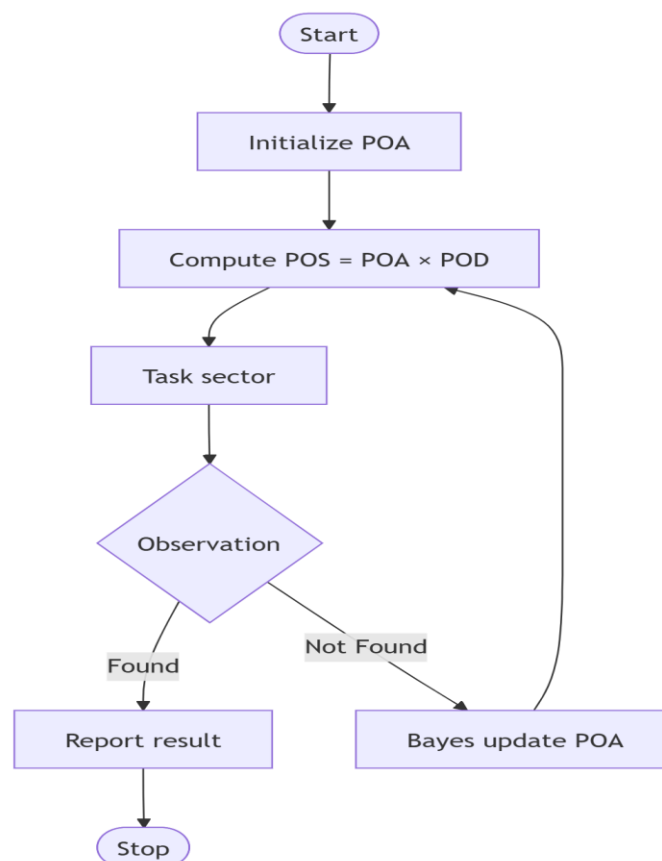 Start
Initialize POA
Compute POS = POA × POD
Task sector
Observation
Not Found
Found
Report result
Bayes update POA
Stop